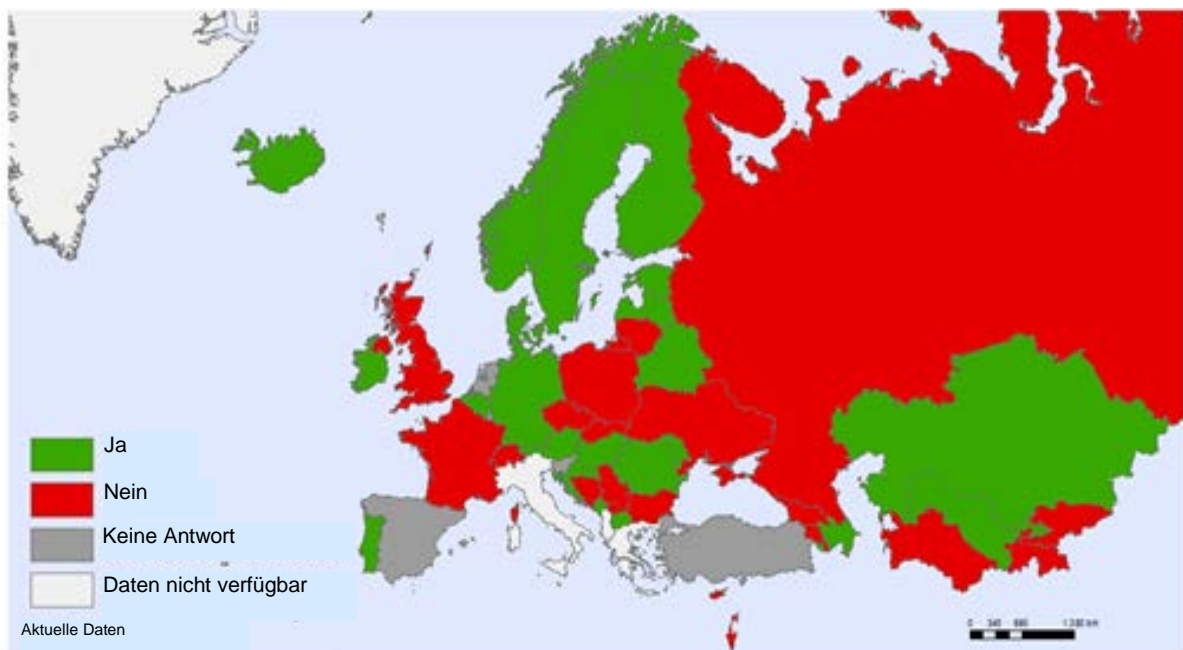 Ja
Nein
Keine Antwort
Daten nicht verfügbar
Aktuelle Daten